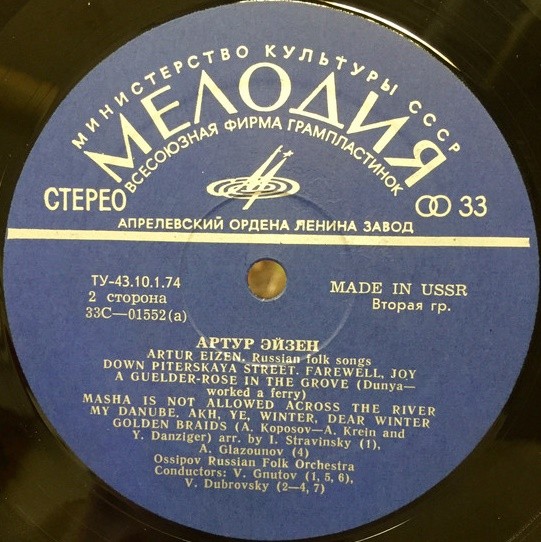 МИНИСТЕРСТВО КУЛЬТУРЫ СССР
МЕЛОДИЯ
ВСЕСОЮЗНАЯ ФИРМА ГРАМПЛАСТИНОК
СТЕРЕО
33
АПРЕЛЕВСКИЙ ОРДЕНА ЛЕНИНА ЗАВОД
ТУ-43.10.1.74
2 сторона
33С—01552(а)
MADE IN USSR
Вторая гр.
АРТУР ЭЙЗЕН
ARTUR EIZEN. Russian folk songs
DOWN PITERSKAYA STREET. FAREWELL, JOY
A GUELDER-ROSE IN THE GROVE (Dunya—
worked a ferry)
MASHA IS NOT ALLOWED ACROSS THE RIVER
MY DANUBE. AKH, YE, WINTER, DEAR WINTER
GOLDEN BRAIDS (A. Koposov—A. Krein and
Y. Danziger) arr. by I. Stravinsky (1),
A. Glazounov (4)
Ossipov Russian Folk Orchestra
Conductors: V. Gnutov (1, 5, 6),
V. Dubrovsky (2—4, 7)